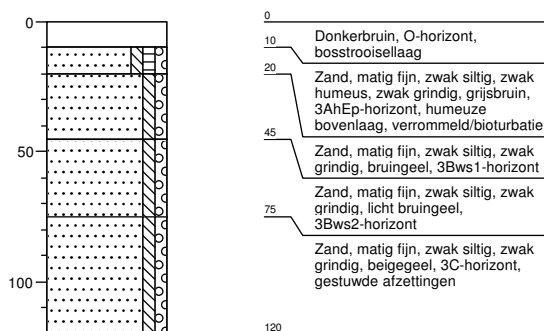 0
50
100
0
Donkerbruin, O-horizont,
bosstrooisellaag
10
Zand, matig fijn, zwak siltig, zwak
humeus, zwak grindig, grijsbruin,
3AhEp-horizont, humeuze
bovenlaag, verrommeld/bioturbatie
20
Zand, matig fijn, zwak siltig, zwak
grindig, bruingeel, 3Bws1-horizont
45
Zand, matig fijn, zwak siltig, zwak
grindig, licht bruingeel,
3Bws2-horizont
75
Zand, matig fijn, zwak siltig, zwak
grindig, beigegeel, 3C-horizont,
gestuwde afzettingen
120